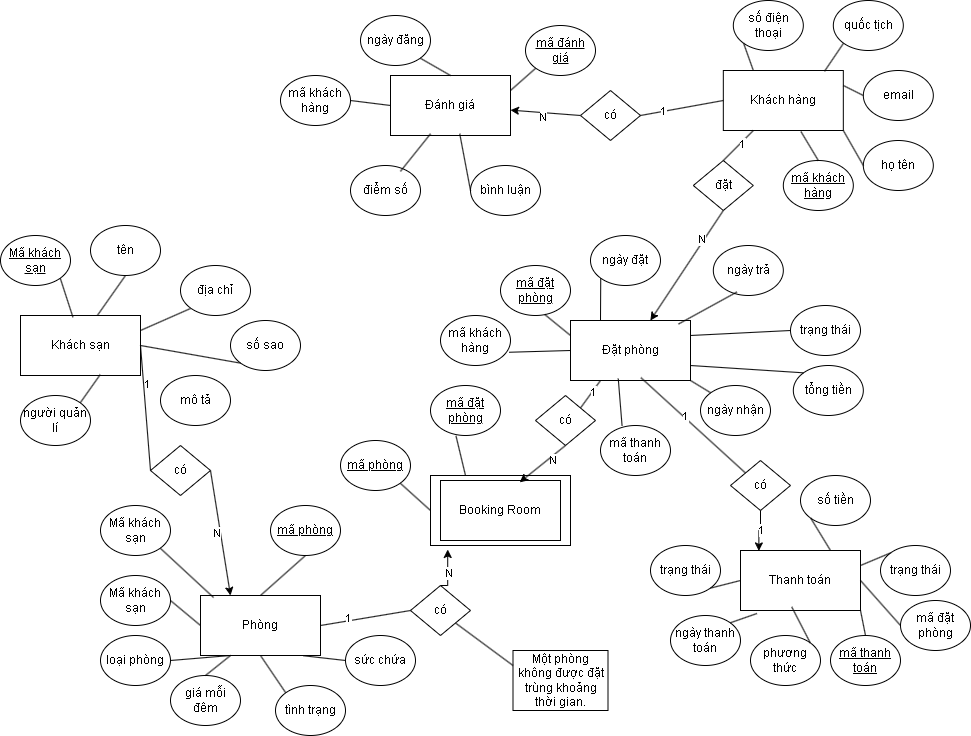 số điện
thoại
quốc tịch
ngày đăng
mã đánh
giá
mã khách
hàng
Đánh giá
N
có
1
Khách hàng
email
họ tên
1
đặt
mã khách
hàng
điểm số
bình luận
N
Mã khách
sạn
tên
địa chỉ
số sao
Khách sạn
1
mô tả
người quản
lí
ngày đặt
ngày trả
mã đặt
phòng
mã khách
hàng
Đặt phòng
trạng thái
tổng tiền
ngày nhận
1
có
mã thanh
toán
1
mã đặt
phòng
mã phòng
N
Booking Room
có
số tiền
có
N
1
Mã khách
sạn
mã phòng
Mã khách
sạn
Phòng
1
có
N
loại phòng
giá mỗi
đêm
tình trạng
sức chứa
Một phòng
không được đặt
trùng khoảng
thời gian.
trạng thái
Thanh toán
trạng thái
mã đặt
phòng
ngày thanh
toán
phương
thức
mã thanh
toán